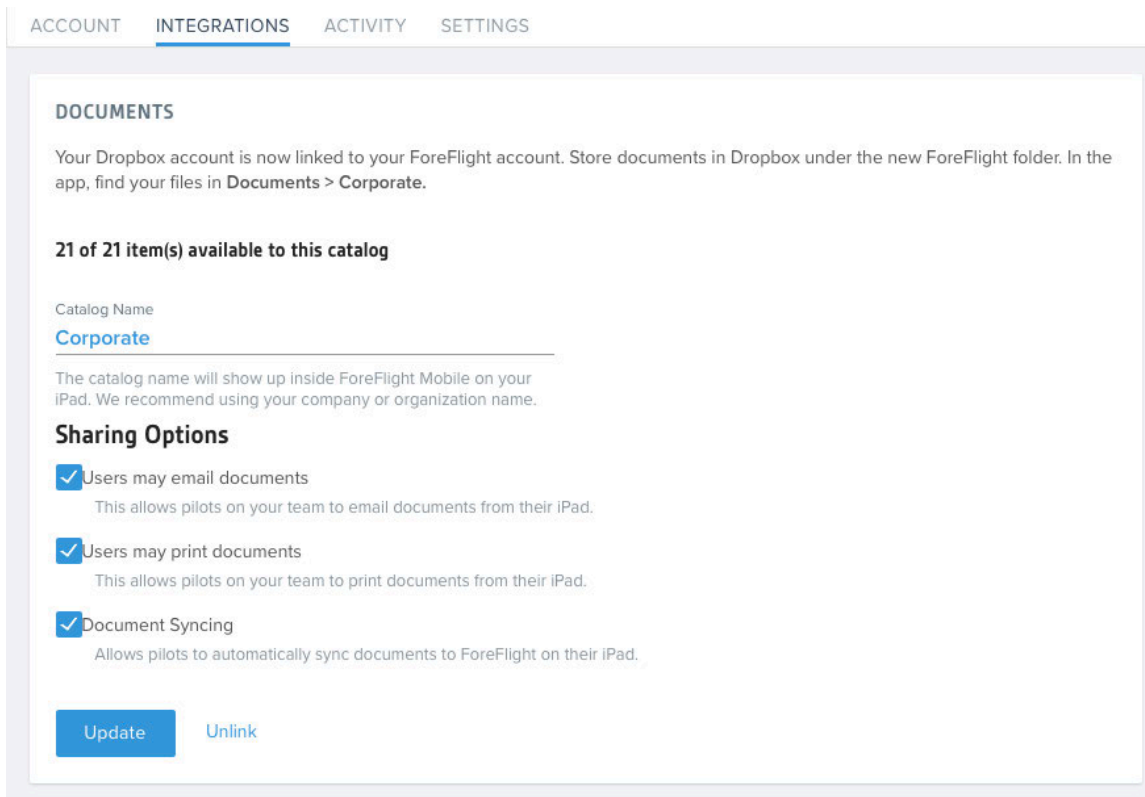 ACCOUNT INTEGRATIONS ACTIVITY SETTINGS
DOCUMENTS
Your Dropbox account is now linked to your ForeFlight account. Store documents in Dropbox under the new ForeFlight folder. In the
app, find your files in Documents > Corporate.
21 of 21 item(s) available to this catalog
Catalog Name
Corporate
The catalog name will show up inside ForeFlight Mobile on your
iPad. We recommend using your company or organization name.
Sharing Options
Users may email documents
This allows pilots on your team to email documents from their iPad.
Users may print documents
This allows pilots on your team to print documents from their iPad.
Document Syncing
Allows pilots to automatically sync documents to ForeFlight on their iPad.
Update Unlink